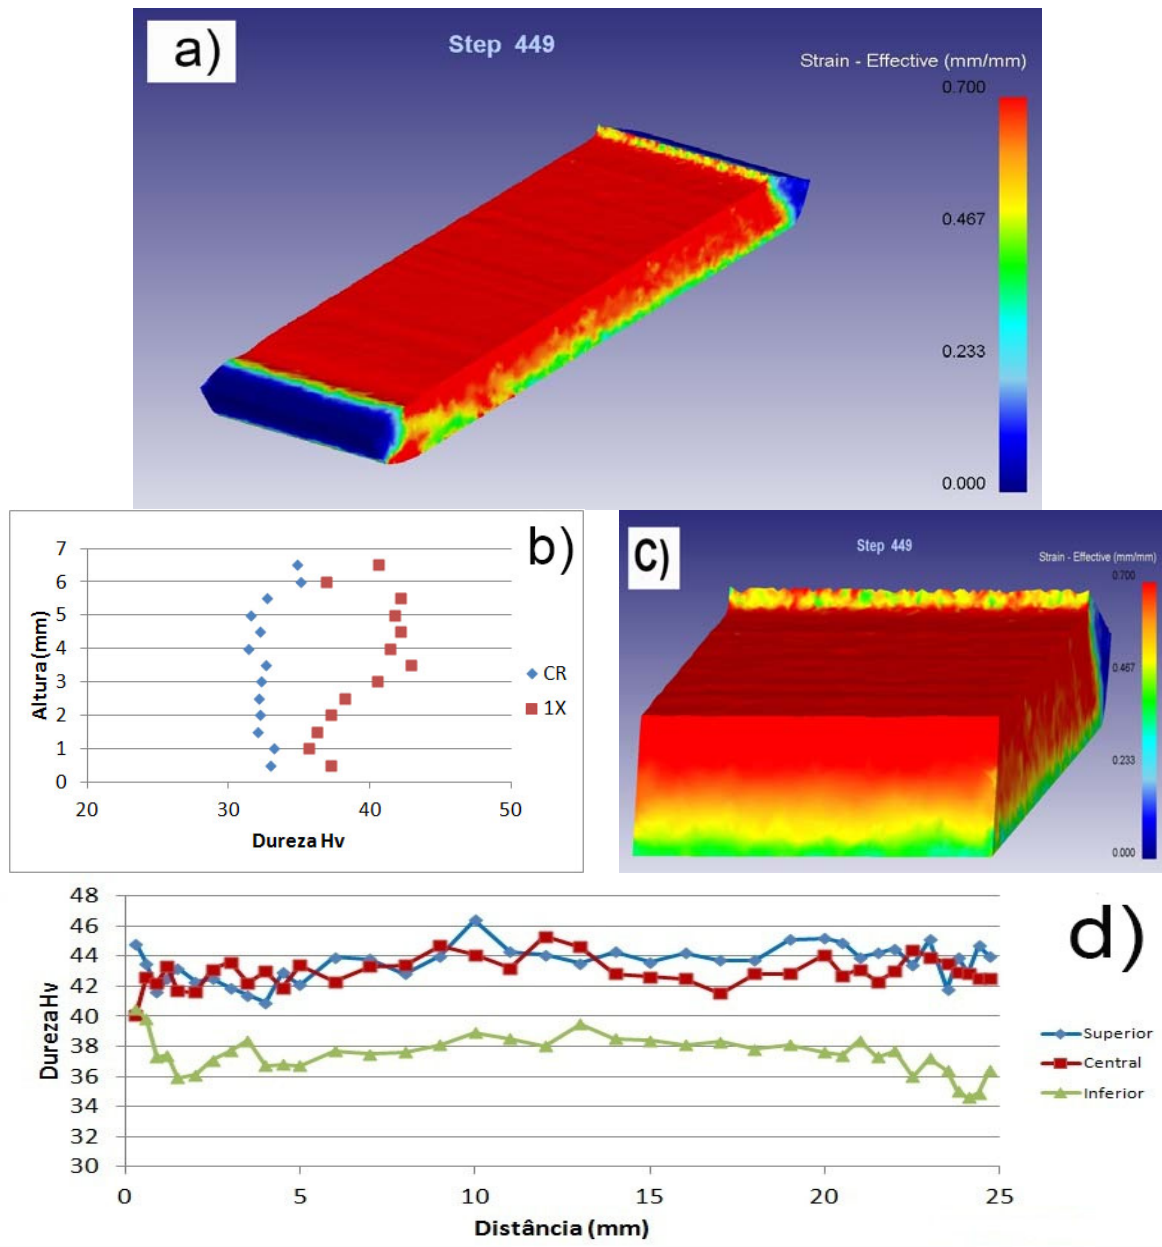 a)
Step 449
Strain - Effective (mm/mm)
0.700
0.467
0.233
0.000
b)
7
6
5
4
3
2
1
0
Altura (mm)
20 30 40 50
Dureza Hv
CR
1X
c)
Step 449
Strain - Effective (mm/mm)
0.700
0.467
0.233
0.000
d)
48
46
44
42
40
38
36
34
32
30
Dureza Hv
0 5 10 15 20 25
Distância (mm)
Superior
Central
Inferior